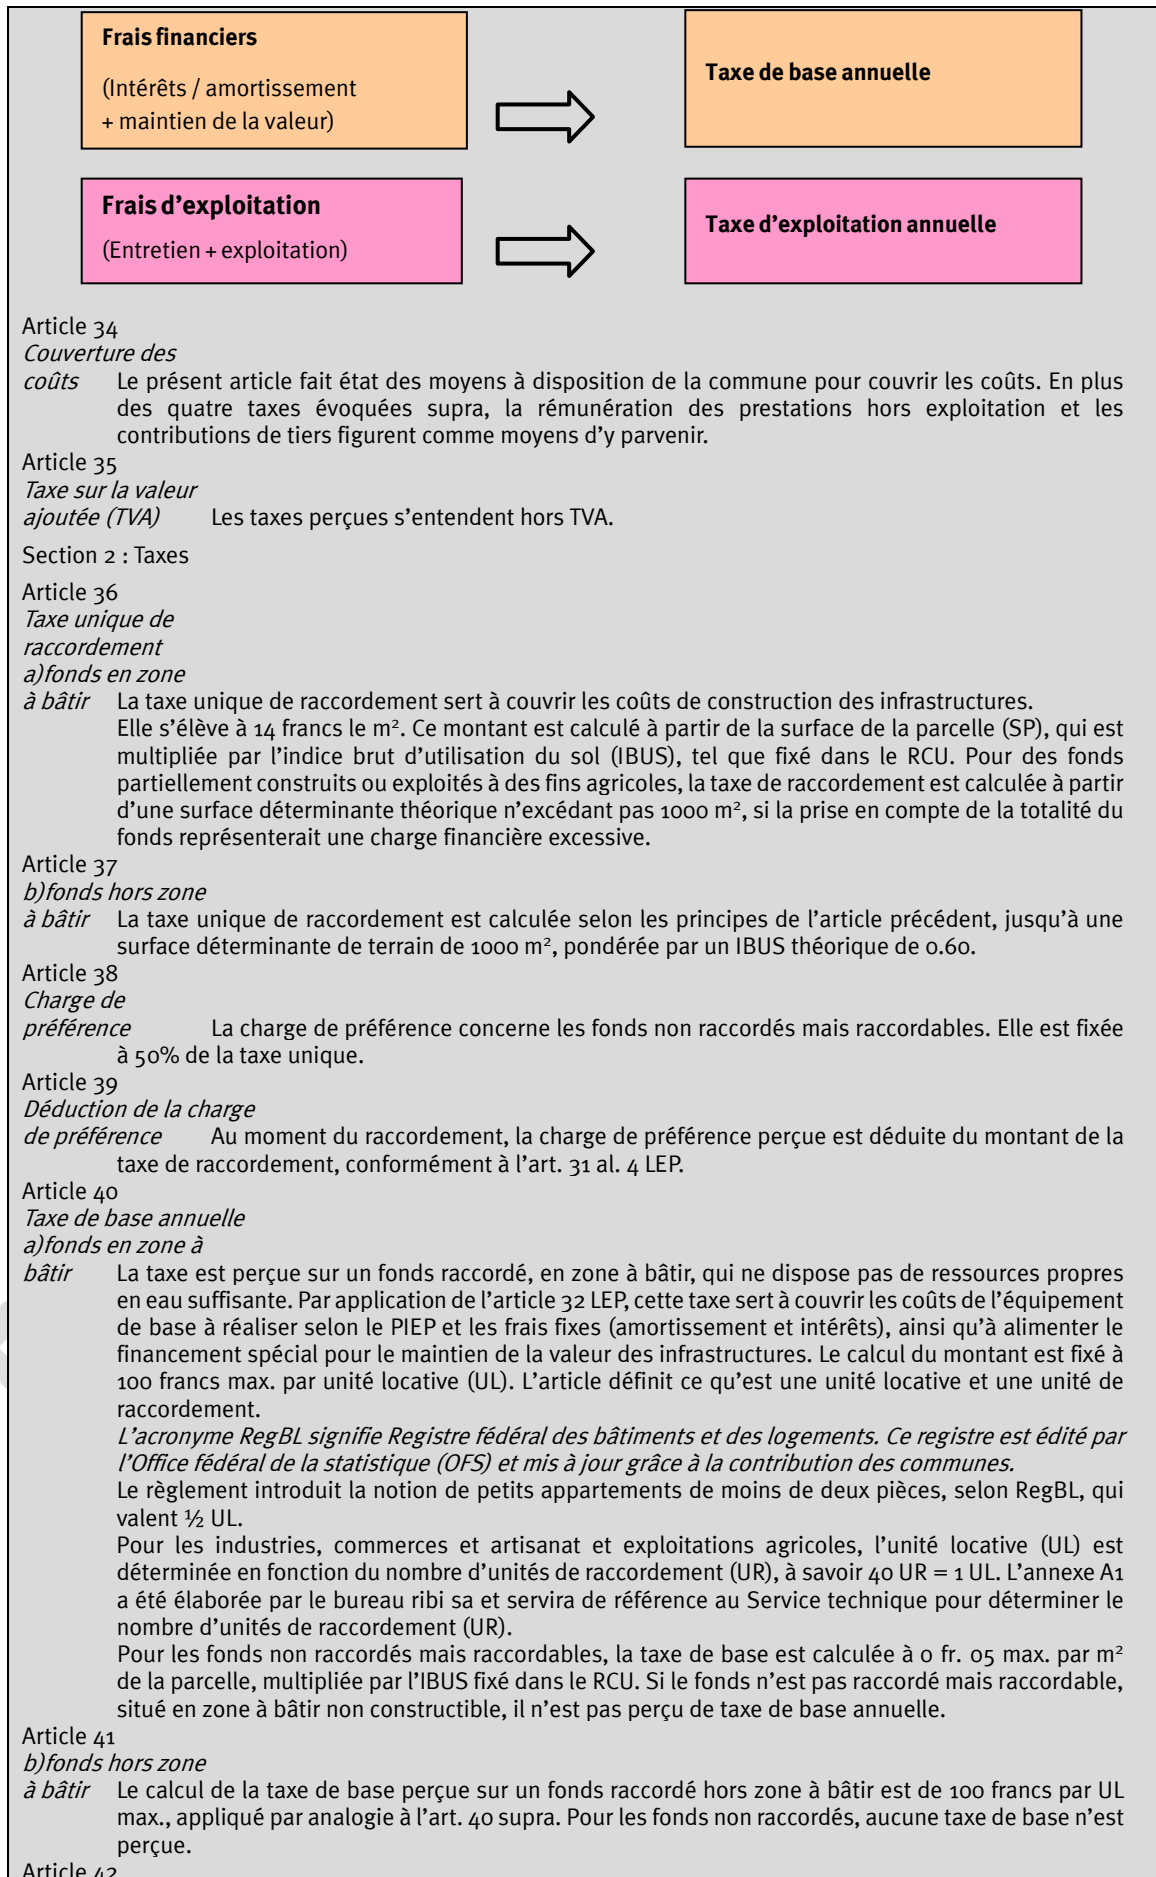 Frais financiers
(Intérêts / amortissement
+ maintien de la valeur)
Taxe de base annuelle
Frais d’exploitation
(Entretien + exploitation)
Taxe d’exploitation annuelle
Article 34
Couverture des
coûts Le présent article fait état des moyens à disposition de la commune pour couvrir les coûts. En plus
des quatre taxes évoquées supra, la rémunération des prestations hors exploitation et les
contributions de tiers figurent comme moyens d’y parvenir.
Article 35
Taxe sur la valeur
ajoutée (TVA) Les taxes perçues s’entendent hors TVA.
Section 2 : Taxes
Article 36
Taxe unique de
raccordement
a)fonds en zone
à bâtir La taxe unique de raccordement sert à couvrir les coûts de construction des infrastructures.
Elle s’élève à 14 francs le m². Ce montant est calculé à partir de la surface de la parcelle (SP), qui est
multipliée par l’indice brut d’utilisation du sol (IBUS), tel que fixé dans le RCU. Pour des fonds
partiellement construits ou exploités à des fins agricoles, la taxe de raccordement est calculée à partir
d’une surface déterminante théorique n’excédant pas 1000 m², si la prise en compte de la totalité du
fonds représenterait une charge financière excessive.
Article 37
b)fonds hors zone
à bâtir La taxe unique de raccordement est calculée selon les principes de l’article précédent, jusqu’à une
surface déterminante de terrain de 1000 m², pondérée par un IBUS théorique de 0.60.
Article 38
Charge de
préférence La charge de préférence concerne les fonds non raccordés mais raccordables. Elle est fixée
à 50% de la taxe unique.
Article 39
Déduction de la charge
de préférence Au moment du raccordement, la charge de préférence perçue est déduite du montant de la
taxe de raccordement, conformément à l’art. 31 al. 4 LEP.
Article 40
Taxe de base annuelle
a)fonds en zone à
bâtir La taxe est perçue sur un fonds raccordé, en zone à bâtir, qui ne dispose pas de ressources propres
en eau suffisante. Par application de l’article 32 LEP, cette taxe sert à couvrir les coûts de l’équipement
de base à réaliser selon le PIEP et les frais fixes (amortissement et intérêts), ainsi qu’à alimenter le
financement spécial pour le maintien de la valeur des infrastructures. Le calcul du montant est fixé à
100 francs max. par unité locative (UL). L’article définit ce qu’est une unité locative et une unité de
raccordement.
L’acronyme RegBL signifie Registre fédéral des bâtiments et des logements. Ce registre est édité par
l’Office fédéral de la statistique (OFS) et mis à jour grâce à la contribution des communes.
Le règlement introduit la notion de petits appartements de moins de deux pièces, selon RegBL, qui
valent ½ UL.
Pour les industries, commerces et artisanat et exploitations agricoles, l’unité locative (UL) est
déterminée en fonction du nombre d’unités de raccordement (UR), à savoir 40 UR = 1 UL. L’annexe A1
a été élaborée par le bureau ribi sa et servira de référence au Service technique pour déterminer le
nombre d’unités de raccordement (UR).
Pour les fonds non raccordés mais raccordables, la taxe de base est calculée à 0 fr. 05 max. par m²
de la parcelle, multipliée par l’IBUS fixé dans le RCU. Si le fonds n’est pas raccordé mais raccordable,
situé en zone à bâtir non constructible, il n’est pas perçu de taxe de base annuelle.
Article 41
b)fonds hors zone
à bâtir Le calcul de la taxe de base perçue sur un fonds raccordé hors zone à bâtir est de 100 francs par UL
max., appliqué par analogie à l’art. 40 supra. Pour les fonds non raccordés, aucune taxe de base n’est
perçue.
Article 42